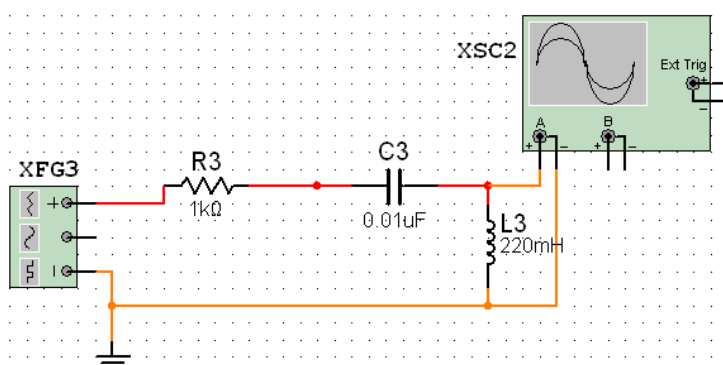 XSC2
Ext Trig
+
−
A
B
+ − + −
XFG3
+
R3
1kΩ
C3
0.01uF
L3
220mH